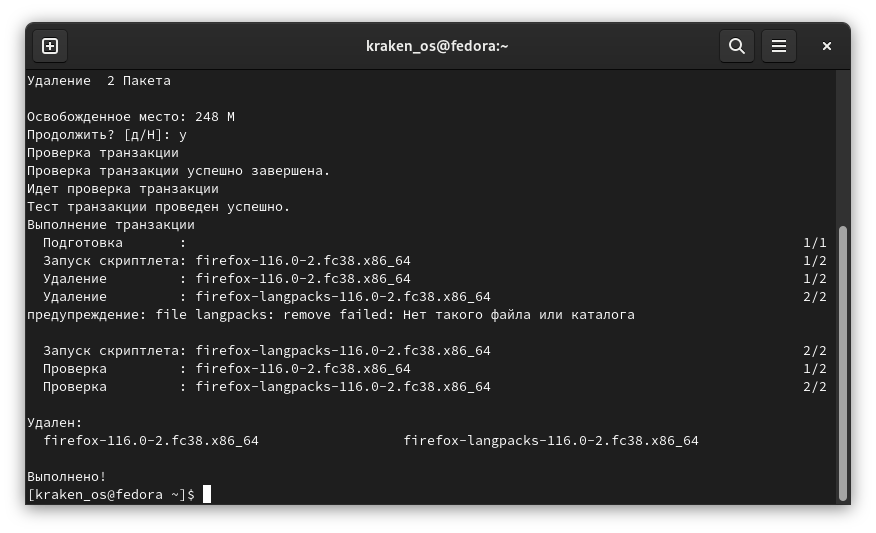 kraken_os@fedora:~
Удаление  2 Пакета
Освобожденное место: 248 M
Продолжить? [д/Н]: y
Проверка транзакции
Проверка транзакции успешно завершена.
Идет проверка транзакции
Тест транзакции проведен успешно.
Выполнение транзакции
  Подготовка       :                                                                             1/1
  Запуск скриптлета: firefox-116.0-2.fc38.x86_64                                                 1/2
  Удаление         : firefox-116.0-2.fc38.x86_64                                                 1/2
  Удаление         : firefox-langpacks-116.0-2.fc38.x86_64                                       2/2
предупреждение: file langpacks: remove failed: Нет такого файла или каталога
  Запуск скриптлета: firefox-langpacks-116.0-2.fc38.x86_64                                       2/2
  Проверка         : firefox-116.0-2.fc38.x86_64                                                 1/2
  Проверка         : firefox-langpacks-116.0-2.fc38.x86_64                                       2/2
Удален:
  firefox-116.0-2.fc38.x86_64                  firefox-langpacks-116.0-2.fc38.x86_64
Выполнено!
[kraken_os@fedora ~]$